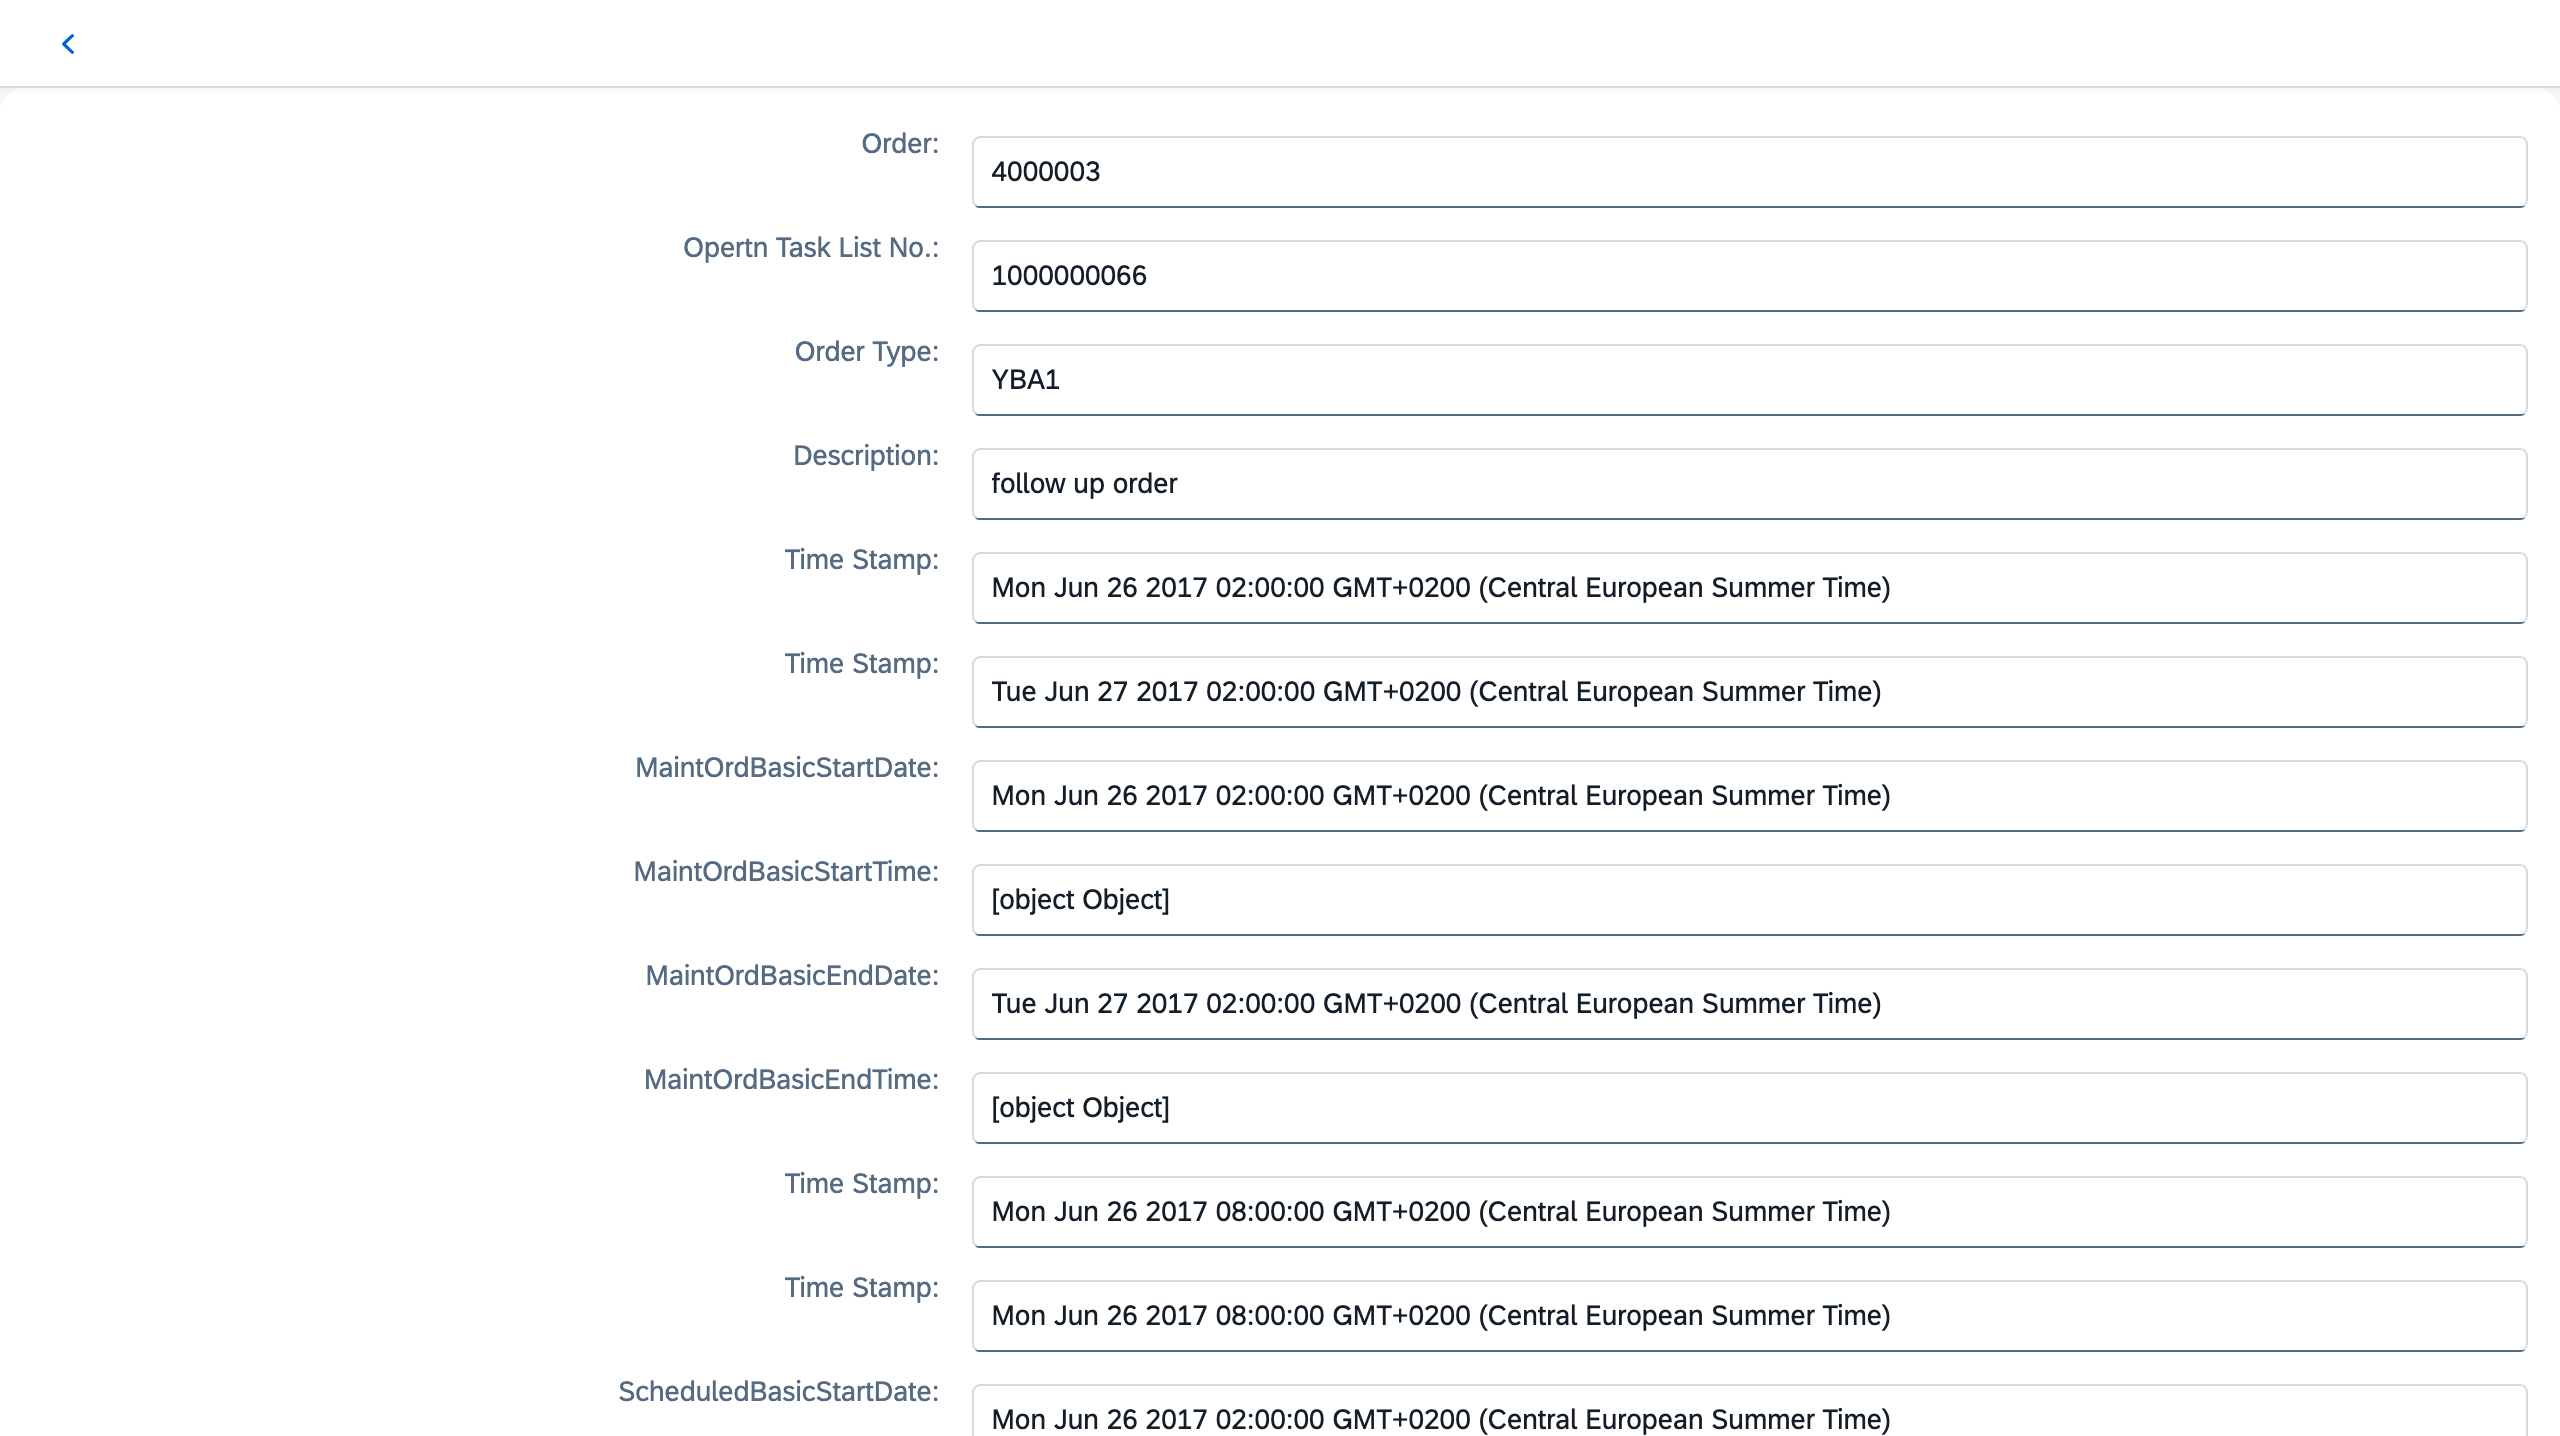 Order:
4000003
Opertn Task List No.:
1000000066
Order Type:
YBA1
Description:
follow up order
Time Stamp:
Mon Jun 26 2017 02:00:00 GMT+0200 (Central European Summer Time)
Time Stamp:
Tue Jun 27 2017 02:00:00 GMT+0200 (Central European Summer Time)
MaintOrdBasicStartDate:
Mon Jun 26 2017 02:00:00 GMT+0200 (Central European Summer Time)
MaintOrdBasicStartTime:
[object Object]
MaintOrdBasicEndDate:
Tue Jun 27 2017 02:00:00 GMT+0200 (Central European Summer Time)
MaintOrdBasicEndTime:
[object Object]
Time Stamp:
Mon Jun 26 2017 08:00:00 GMT+0200 (Central European Summer Time)
Time Stamp:
Mon Jun 26 2017 08:00:00 GMT+0200 (Central European Summer Time)
ScheduledBasicStartDate:
Mon Jun 26 2017 02:00:00 GMT+0200 (Central European Summer Time)